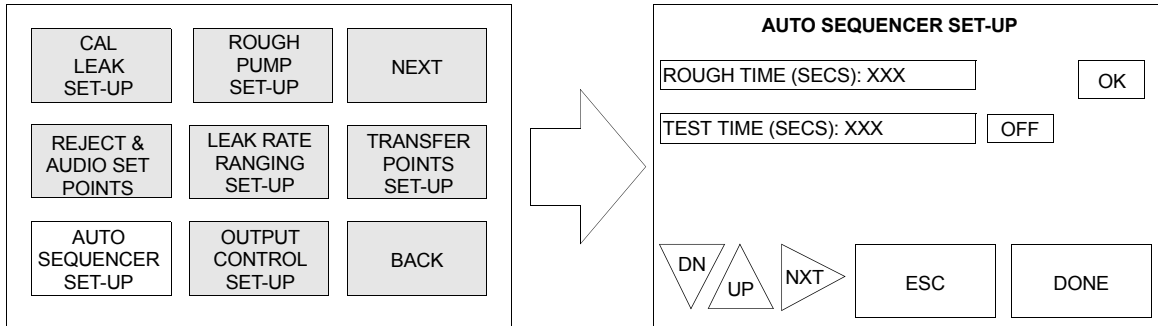 CAL
LEAK
SET-UP
ROUGH
PUMP
SET-UP
NEXT
REJECT &
AUDIO SET
POINTS
LEAK RATE
RANGING
SET-UP
TRANSFER
POINTS
SET-UP
AUTO
SEQUENCER
SET-UP
OUTPUT
CONTROL
SET-UP
BACK
AUTO SEQUENCER SET-UP
ROUGH TIME (SECS): XXX
OK
TEST TIME (SECS): XXX
OFF
DN
UP
NXT
ESC
DONE